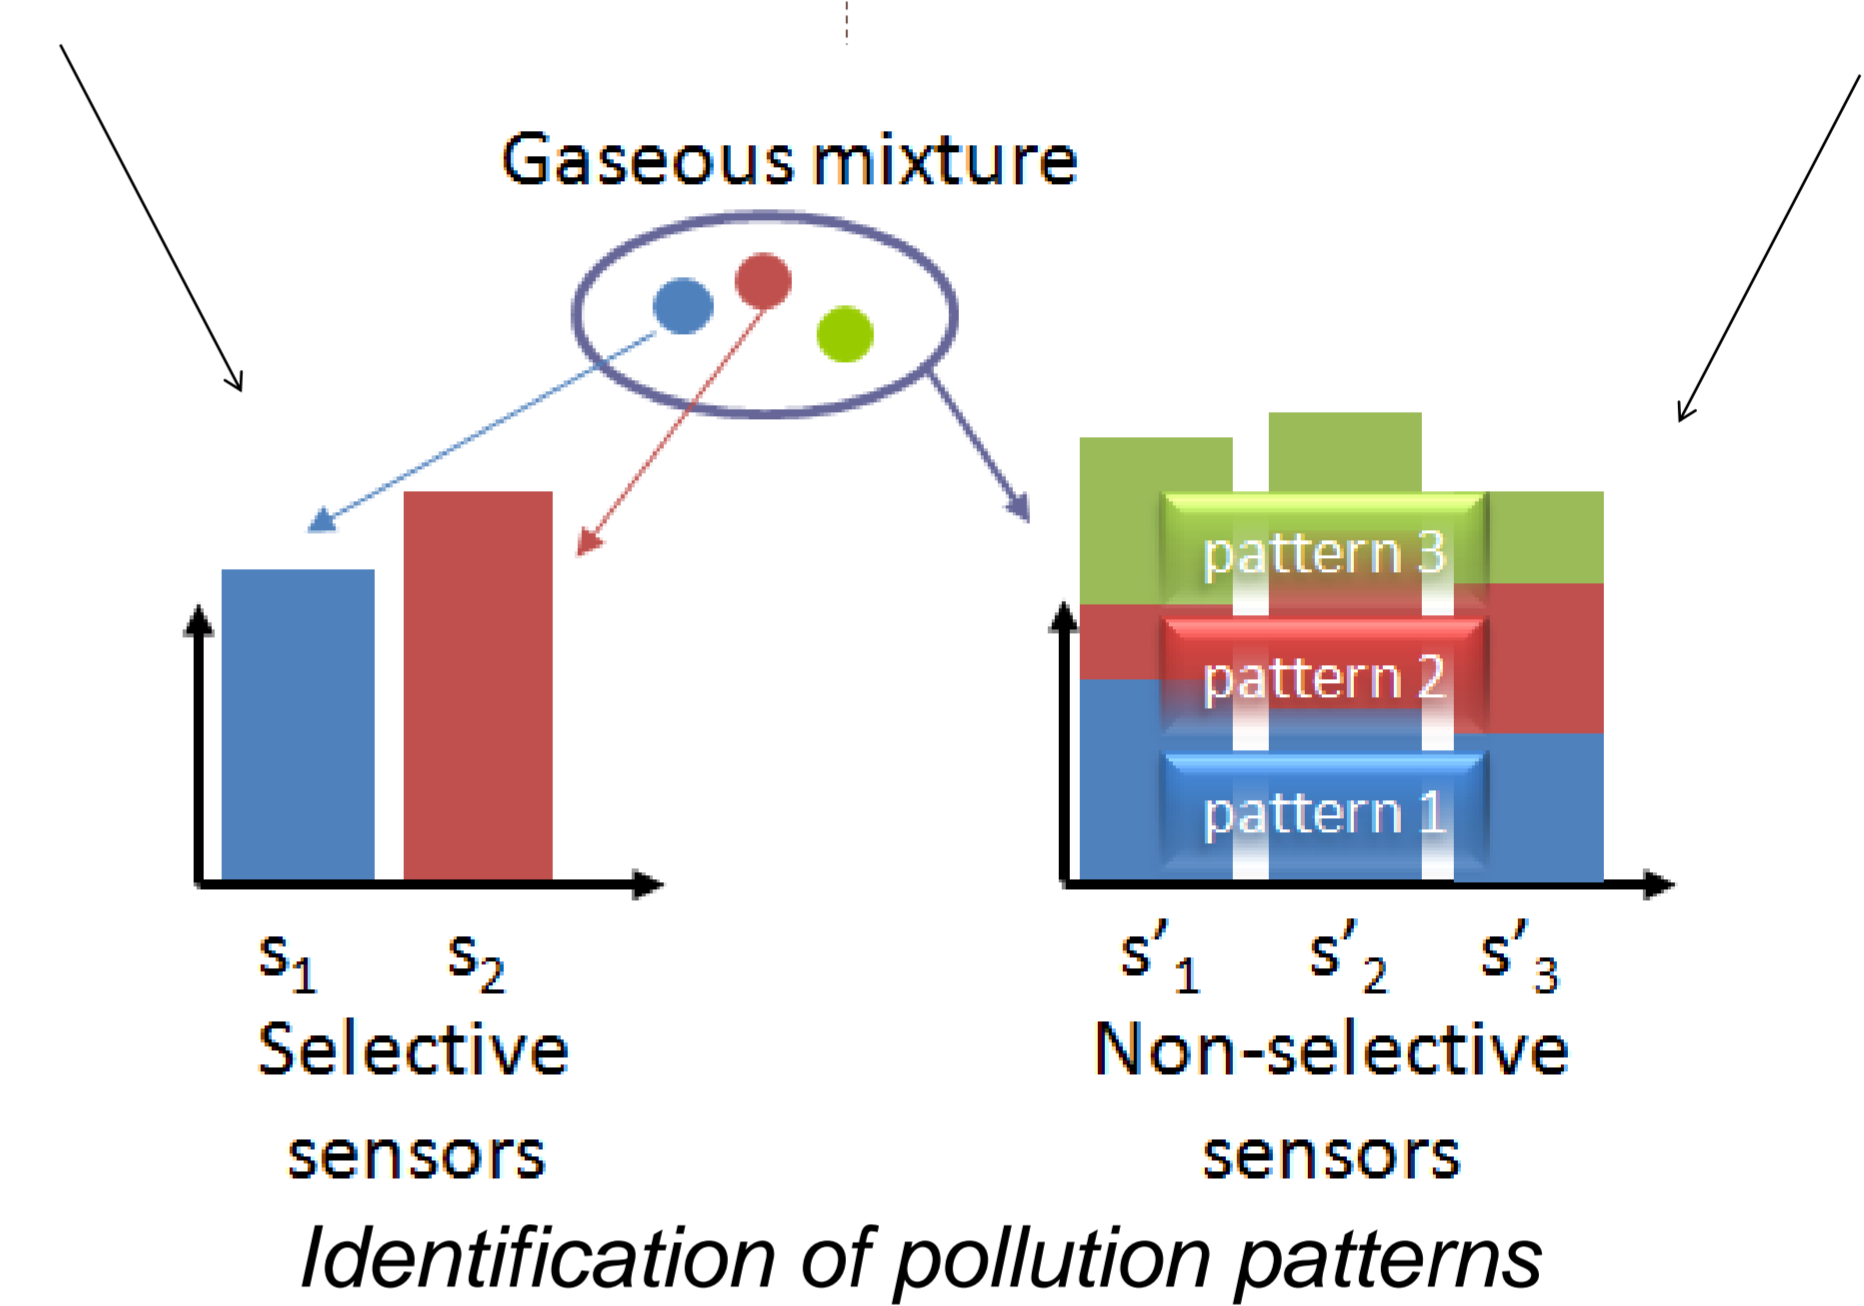 Gaseous mixture
pattern 3
pattern 2
pattern 1
s₁ s₂
Selective
sensors
s’₁ s’₂ s’₃
Non-selective
sensors
Identification of pollution patterns